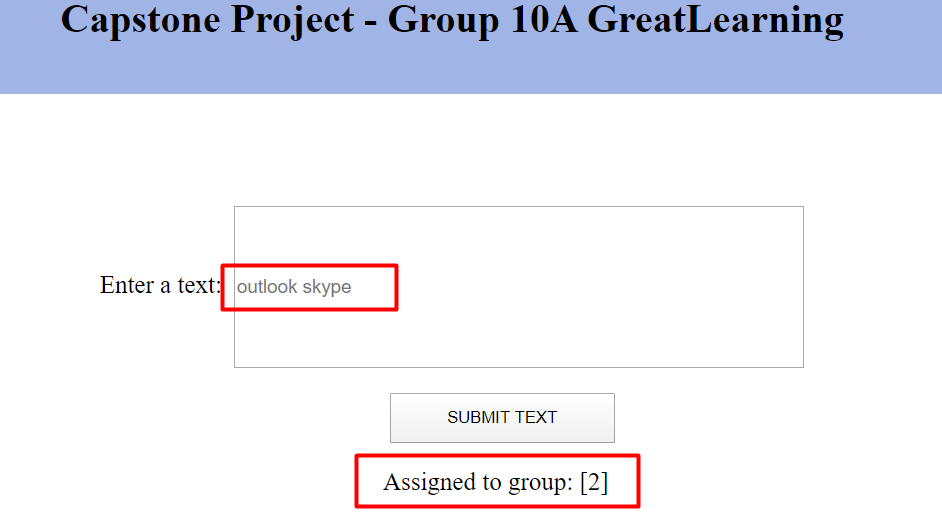 Capstone Project - Group 10A GreatLearning
Enter a text: outlook skype
SUBMIT TEXT
Assigned to group: [2]